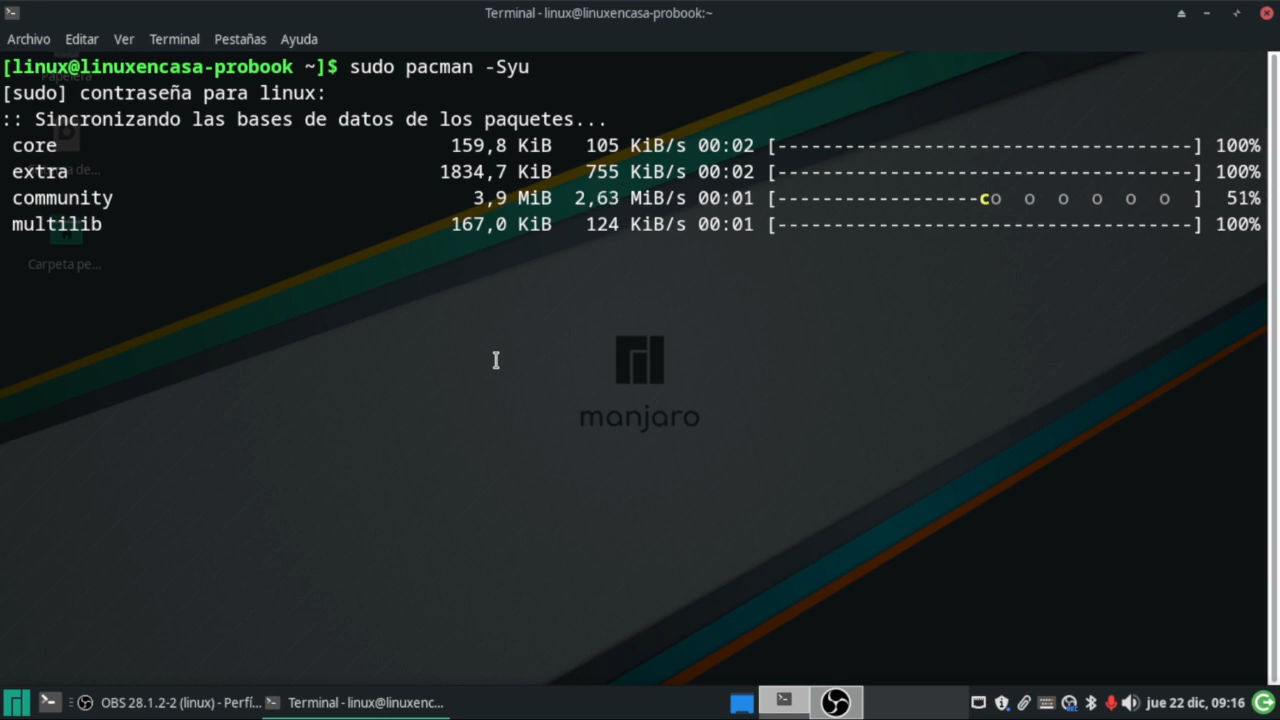 Terminal - linux@linuxencasa-probook:~
Archivo Editar Ver Terminal Pestañas Ayuda
[linux@linuxencasa-probook ~]$ sudo pacman -Syu
Papelera
[sudo] contraseña para linux:
:: Sincronizando las bases de datos de los paquetes...
core 159,8 KiB 105 KiB/s 00:02 [-------------------------------------] 100%
extra 1834,7 KiB 755 KiB/s 00:02 [-------------------------------------] 100%
community 3,9 MiB 2,63 MiB/s 00:01 [------------------co o o o o o ] 51%
multilib 167,0 KiB 124 KiB/s 00:01 [-------------------------------------] 100%
Carpeta pe...
manjaro
OBS 28.1.2-2 (linux) - Perfí... Terminal - linux@linuxenc... jue 22 dic, 09:16